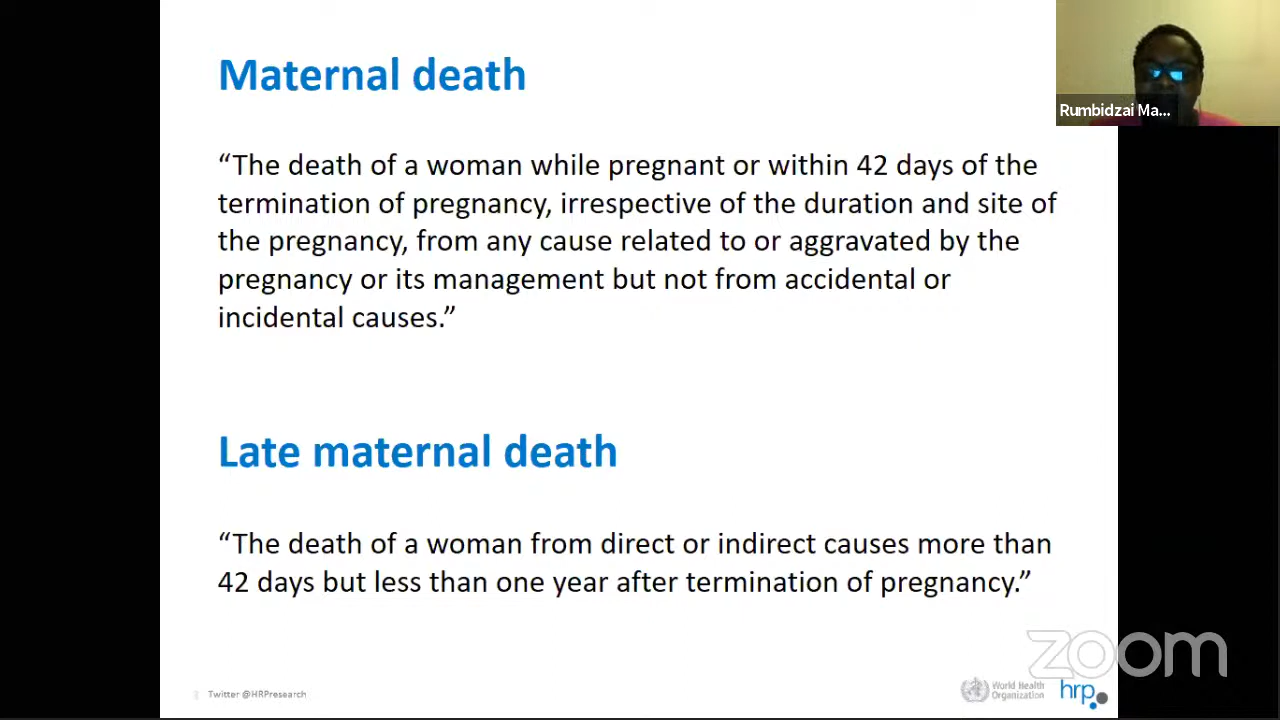 Maternal death
“The death of a woman while pregnant or within 42 days of the
termination of pregnancy, irrespective of the duration and site of
the pregnancy, from any cause related to or aggravated by the
pregnancy or its management but not from accidental or
incidental causes.”
Late maternal death
“The death of a woman from direct or indirect causes more than
42 days but less than one year after termination of pregnancy.”
Twitter @HRPresearch
World Health
Organization
hrp
Rumbidzai Ma...
zoom